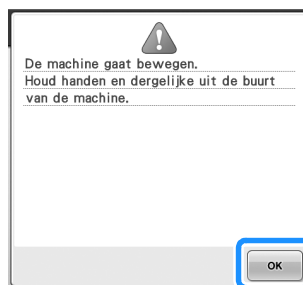 De machine gaat bewegen.
Houd handen en dergelijke uit de buurt
van de machine.
OK